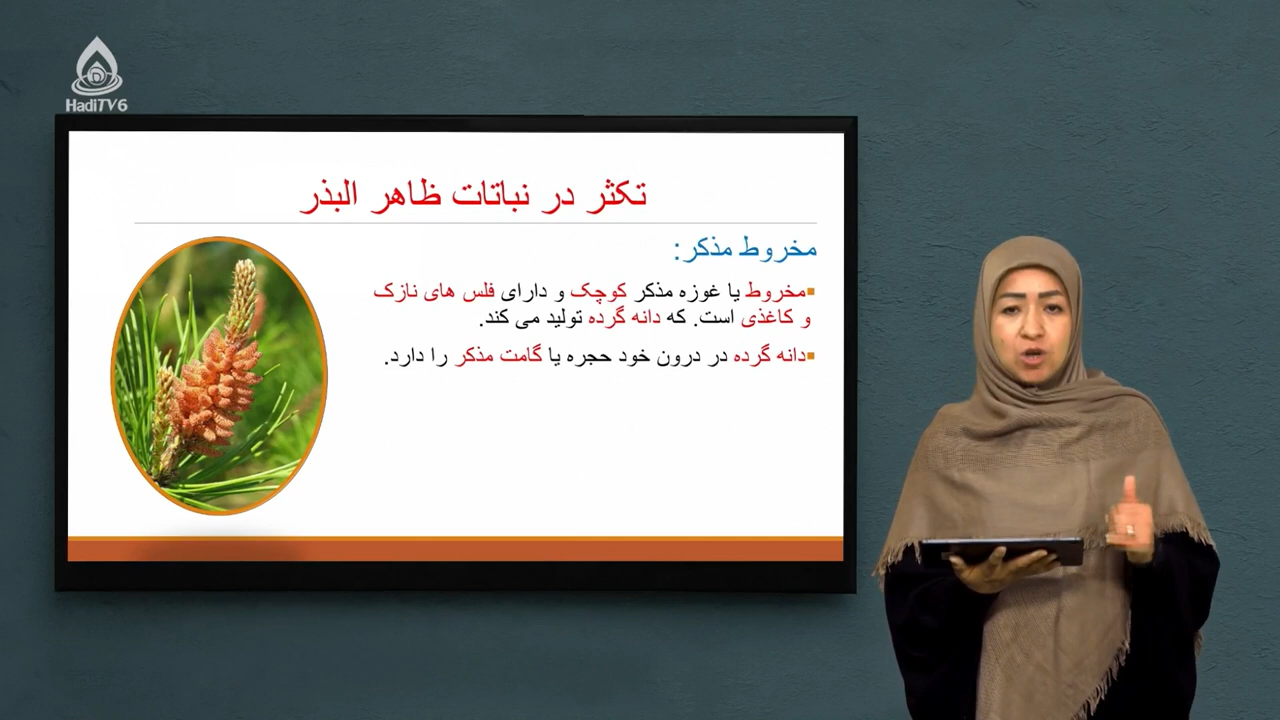 HadiTV6
تکثر در نباتات ظاهر البذر
مخروط مذکر:
▪مخروط یا غوزه مذکر کوچک و دارای فلس های نازک
و کاغذی است. که دانه گرده تولید می کند.
▪دانه گرده در درون خود حجره یا گامت مذکر را دارد.